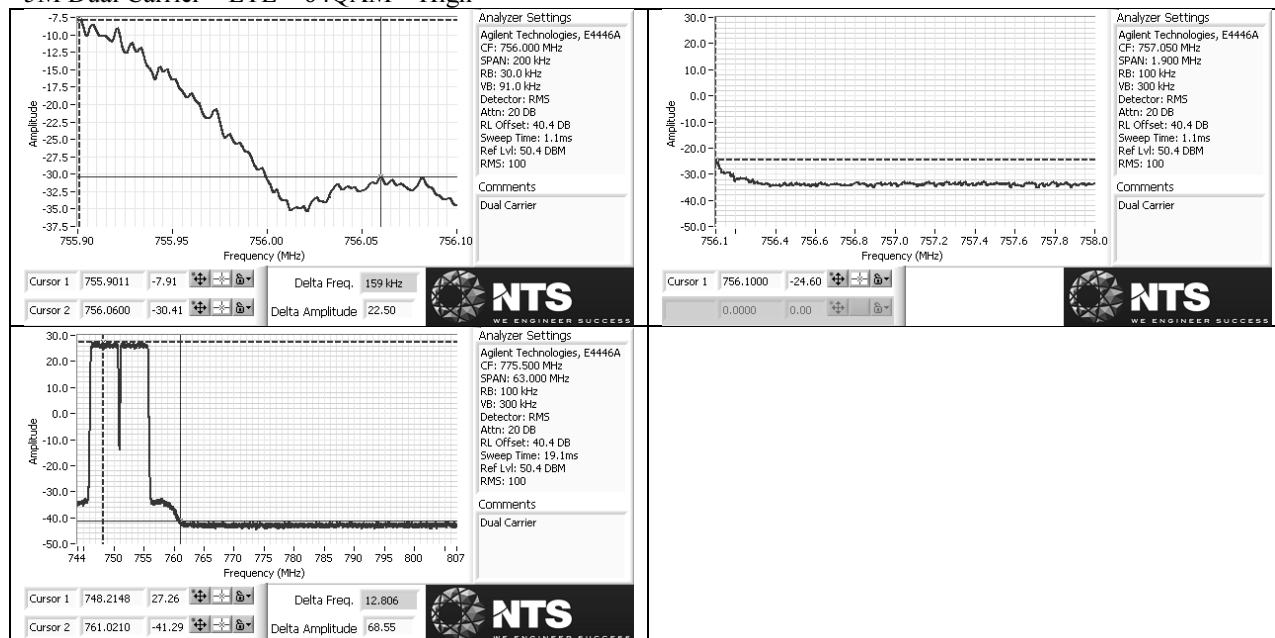 5M Dual Carrier – LTE – 64QAM – High
-7.5
-10.0
-12.5
-15.0
-17.5
-20.0
-22.5
-25.0
-27.5
-30.0
-32.5
-35.0
-37.5
Amplitude
755.90 755.95 756.00 756.05 756.10
Frequency (MHz)
Analyzer Settings
Agilent Technologies, E4446A
CF: 756.000 MHz
SPAN: 200 kHz
RB: 30.0 kHz
VB: 91.0 kHz
Detector: RMS
Attn: 20 DB
RL Offset: 40.4 DB
Sweep Time: 1.1ms
Ref Lvl: 50.4 DBM
RMS: 100
Comments
Dual Carrier
Cursor 1 755.9011 -7.91 Delta Freq. 159 kHz
Cursor 2 756.0600 -30.41 Delta Amplitude 22.50
NTS
WE ENGINEER SUCCESS
30.0
20.0
10.0
0.0
-10.0
-20.0
-30.0
-40.0
-50.0
Amplitude
756.1 756.4 756.6 756.8 757.0 757.2 757.4 757.6 757.8 758.0
Frequency (MHz)
Analyzer Settings
Agilent Technologies, E4446A
CF: 757.050 MHz
SPAN: 1.900 MHz
RB: 100 kHz
VB: 300 kHz
Detector: RMS
Attn: 20 DB
RL Offset: 40.4 DB
Sweep Time: 1.1ms
Ref Lvl: 50.4 DBM
RMS: 100
Comments
Dual Carrier
Cursor 1 756.1000 -24.60
0.0000 0.00
NTS
WE ENGINEER SUCCESS
30.0
20.0
10.0
0.0
-10.0
-20.0
-30.0
-40.0
-50.0
Amplitude
744 750 755 760 765 770 775 780 785 790 795 800 807
Frequency (MHz)
Analyzer Settings
Agilent Technologies, E4446A
CF: 775.500 MHz
SPAN: 63.000 MHz
RB: 100 kHz
VB: 300 kHz
Detector: RMS
Attn: 20 DB
RL Offset: 40.4 DB
Sweep Time: 19.1ms
Ref Lvl: 50.4 DBM
RMS: 100
Comments
Dual Carrier
Cursor 1 748.2148 27.26 Delta Freq. 12.806
Cursor 2 761.0210 -41.29 Delta Amplitude 68.55
NTS
WE ENGINEER SUCCESS